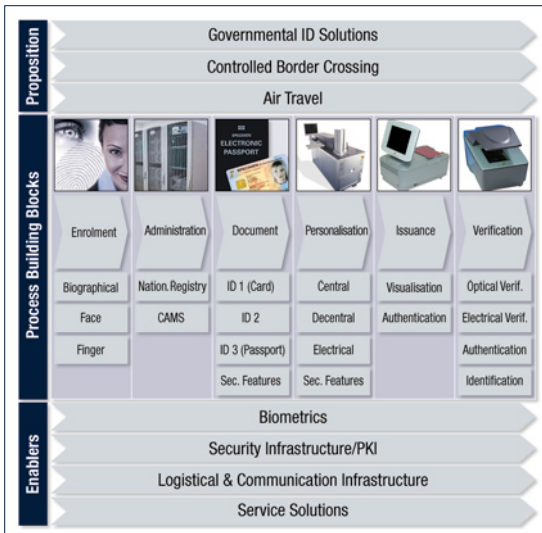 Proposition
Governmental ID Solutions
Controlled Border Crossing
Air Travel
Process Building Blocks
ELECTRONIC
PASSPORT
Enrolment
Administration
Document
Personalisation
Issuance
Verification
Biographical
Nation.Registry
ID 1 (Card)
Central
Visualisation
Optical Verif.
Face
CAMS
ID 2
Decentral
Authentication
Electrical Verif.
Finger
ID 3 (Passport)
Electrical
Authentication
Sec. Features
Sec. Features
Identification
Enablers
Biometrics
Security Infrastructure/PKI
Logistical & Communication Infrastructure
Service Solutions